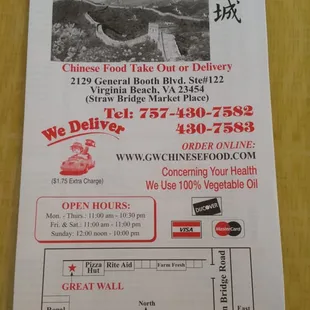 城
Chinese Food Take Out or Delivery
2129 General Booth Blvd. Ste#122
Virginia Beach, VA 23454
(Straw Bridge Market Place)
Tel: 757-430-7582
430-7583
We Deliver
($1.75 Extra Charge)
ORDER ONLINE:
WWW.GWCHINESEFOOD.COM
Concerning Your Health
We Use 100% Vegetable Oil
OPEN HOURS:
Mon. - Thurs.: 11:00 am - 10:30 pm
Fri. & Sat.: 11:00 am - 11:00 pm
Sunday: 12:00 noon - 10:00 pm
DISCOVER
VISA
MasterCard
Pizza Hut
Rite Aid
Farm Fresh
GREAT WALL
Bridge Road
North
East